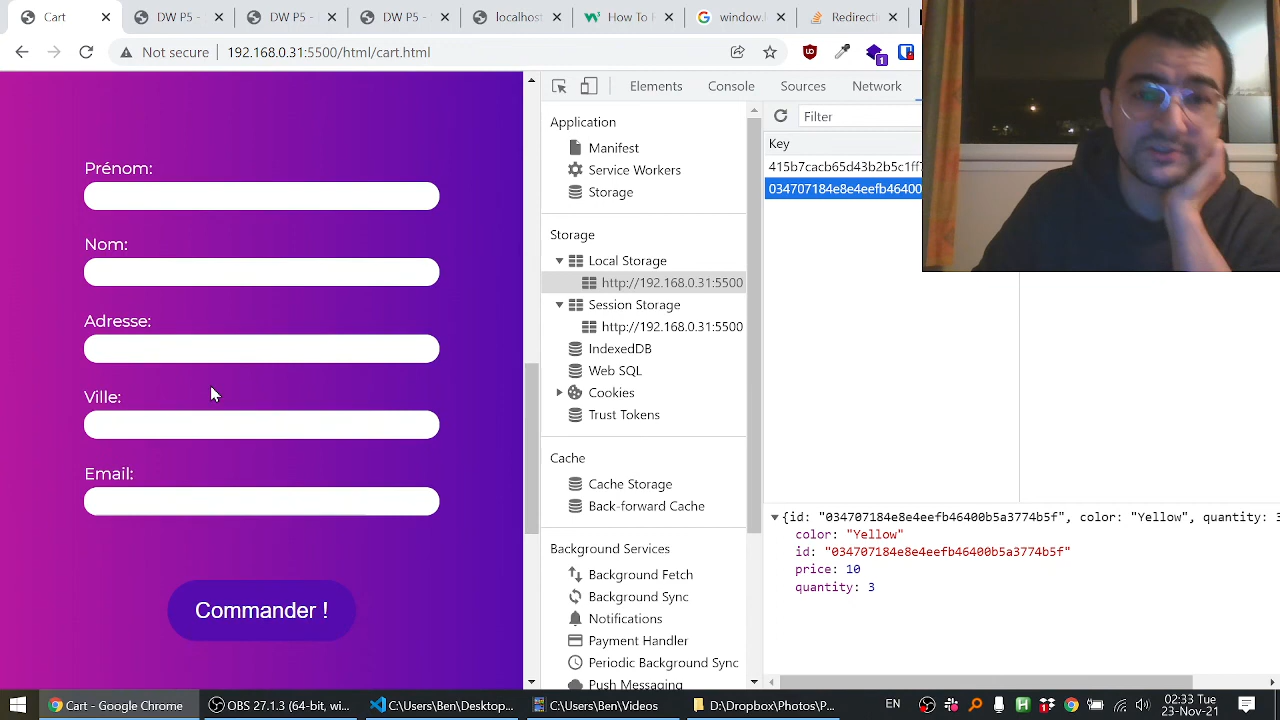 Cart
DW P5 -
DW P5 -
DW P5 -
localhos
How To
window.
Redirecti
Not secure
192.168.0.31:5500/html/cart.html
1
Elements
Console
Sources
Network
Application
Manifest
Service Workers
Storage
Storage
Local Storage
http://192.168.0.31:5500
Session Storage
http://192.168.0.31:5500
IndexedDB
Web SQL
Cookies
Trust Tokens
Cache
Cache Storage
Back-forward Cache
Background Services
Background Fetch
Background Sync
Notifications
Payment Handler
Periodic Background Sync
Push Messaging
Filter
Key
415b7cacb65d43b2b5c1ff7
034707184e8e4eefb46400
{id: "034707184e8e4eefb46400b5a3774b5f", color: "Yellow", quantity: 3
color: "Yellow"
id: "034707184e8e4eefb46400b5a3774b5f"
price: 10
quantity: 3
Prénom:
Nom:
Adresse:
Ville:
Email:
Commander !
Cart - Google Chrome
OBS 27.1.3 (64-bit, wi...
C:\Users\Ben\Desktop...
C:\Users\Ben\Videos
D:\Dropbox\Photos\P...
EN
02:33 Tue
23-Nov-21